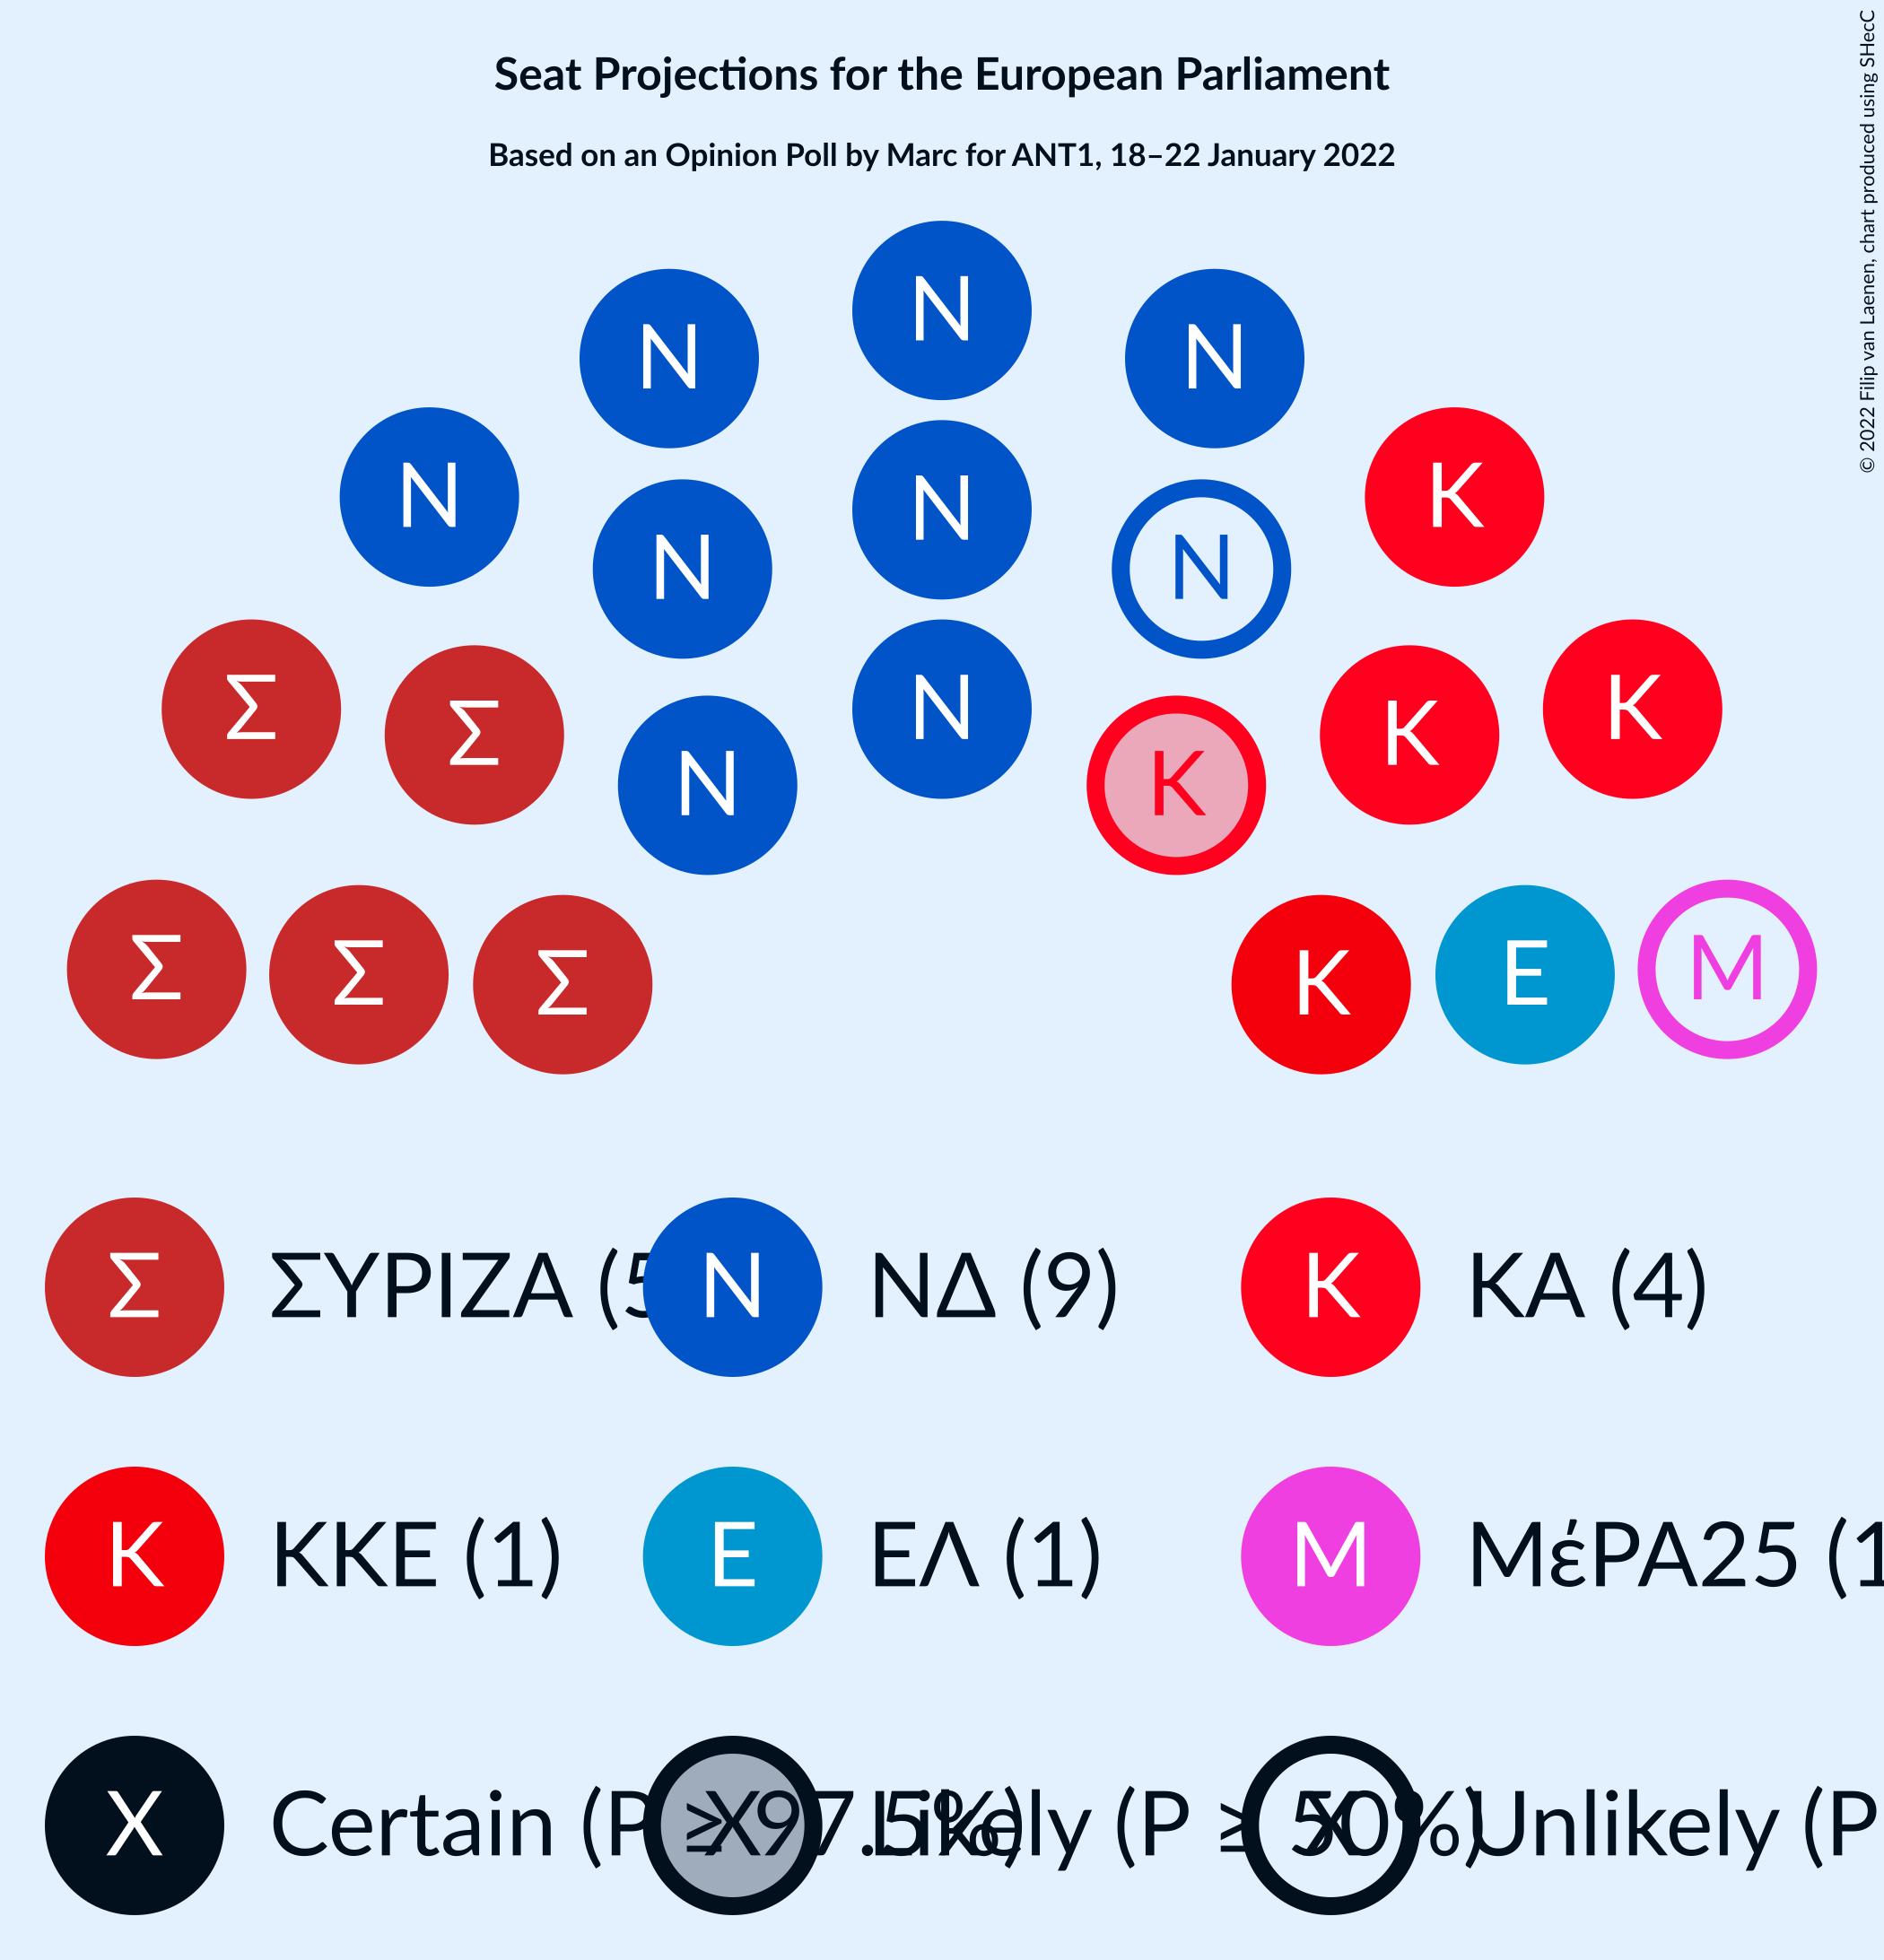 Seat Projections for the European Parliament
Based on an Opinion Poll by Marc for ANT1, 18–22 January 2022
© 2022 Filip van Laenen, chart produced using SHecC
N
N N
N K
N
N N
Σ Σ N K K
N K
Σ Σ Σ K E M
Σ ΣΥΡΙΖΑ (5 N ΝΔ (9) K ΚΑ (4)
K ΚΚΕ (1) E ΕΛ (1) M ΜέΡΑ25 (1
X Certain (P ≥ 97.5%) X Likely (P ≥ 50%) X Unlikely (P